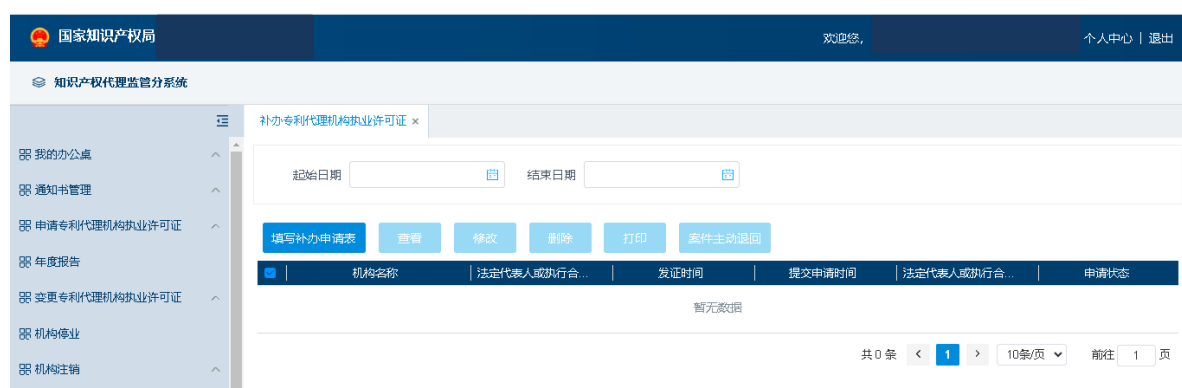 国家知识产权局 欢迎您, 个人中心 | 退出
知识产权代理监管分系统
补办专利代理机构执业许可证 ×
我的办公桌
起始日期 结束日期
通知书管理
申请专利代理机构执业许可证
填写补办申请表 查看 修改 删除 打印 案件主动退回
年度报告
机构名称 法定代表人或执行合... 发证时间 提交申请时间 法定代表人或执行合... 申请状态
变更专利代理机构执业许可证
暂无数据
机构停业
共 0 条 < 1 > 10条/页 前往 1 页
机构注销